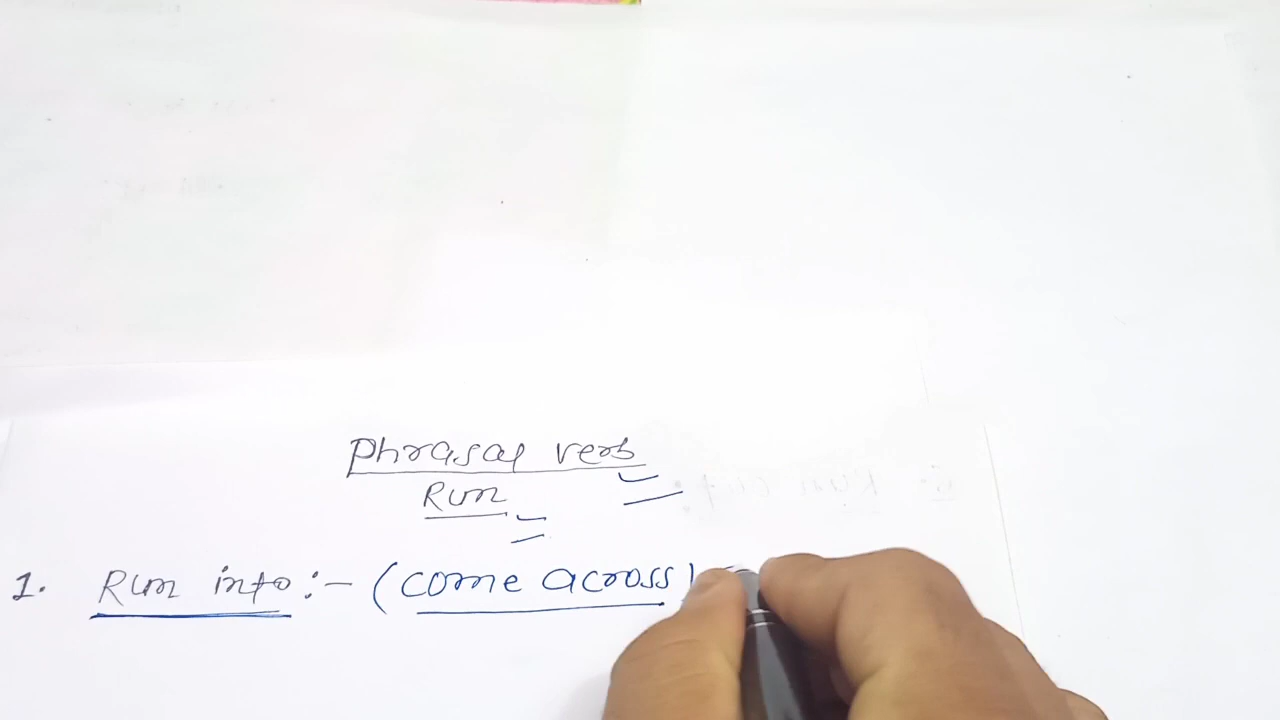 Phrasal verb
Run
1. Run into :- (come across)